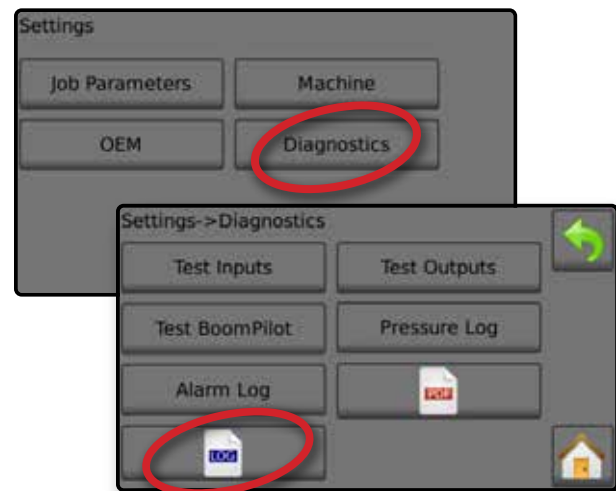 Settings
Job Parameters
Machine
OEM
Diagnostics
Settings->Diagnostics
Test Inputs
Test Outputs
Test BoomPilot
Pressure Log
Alarm Log
PDF
LOG